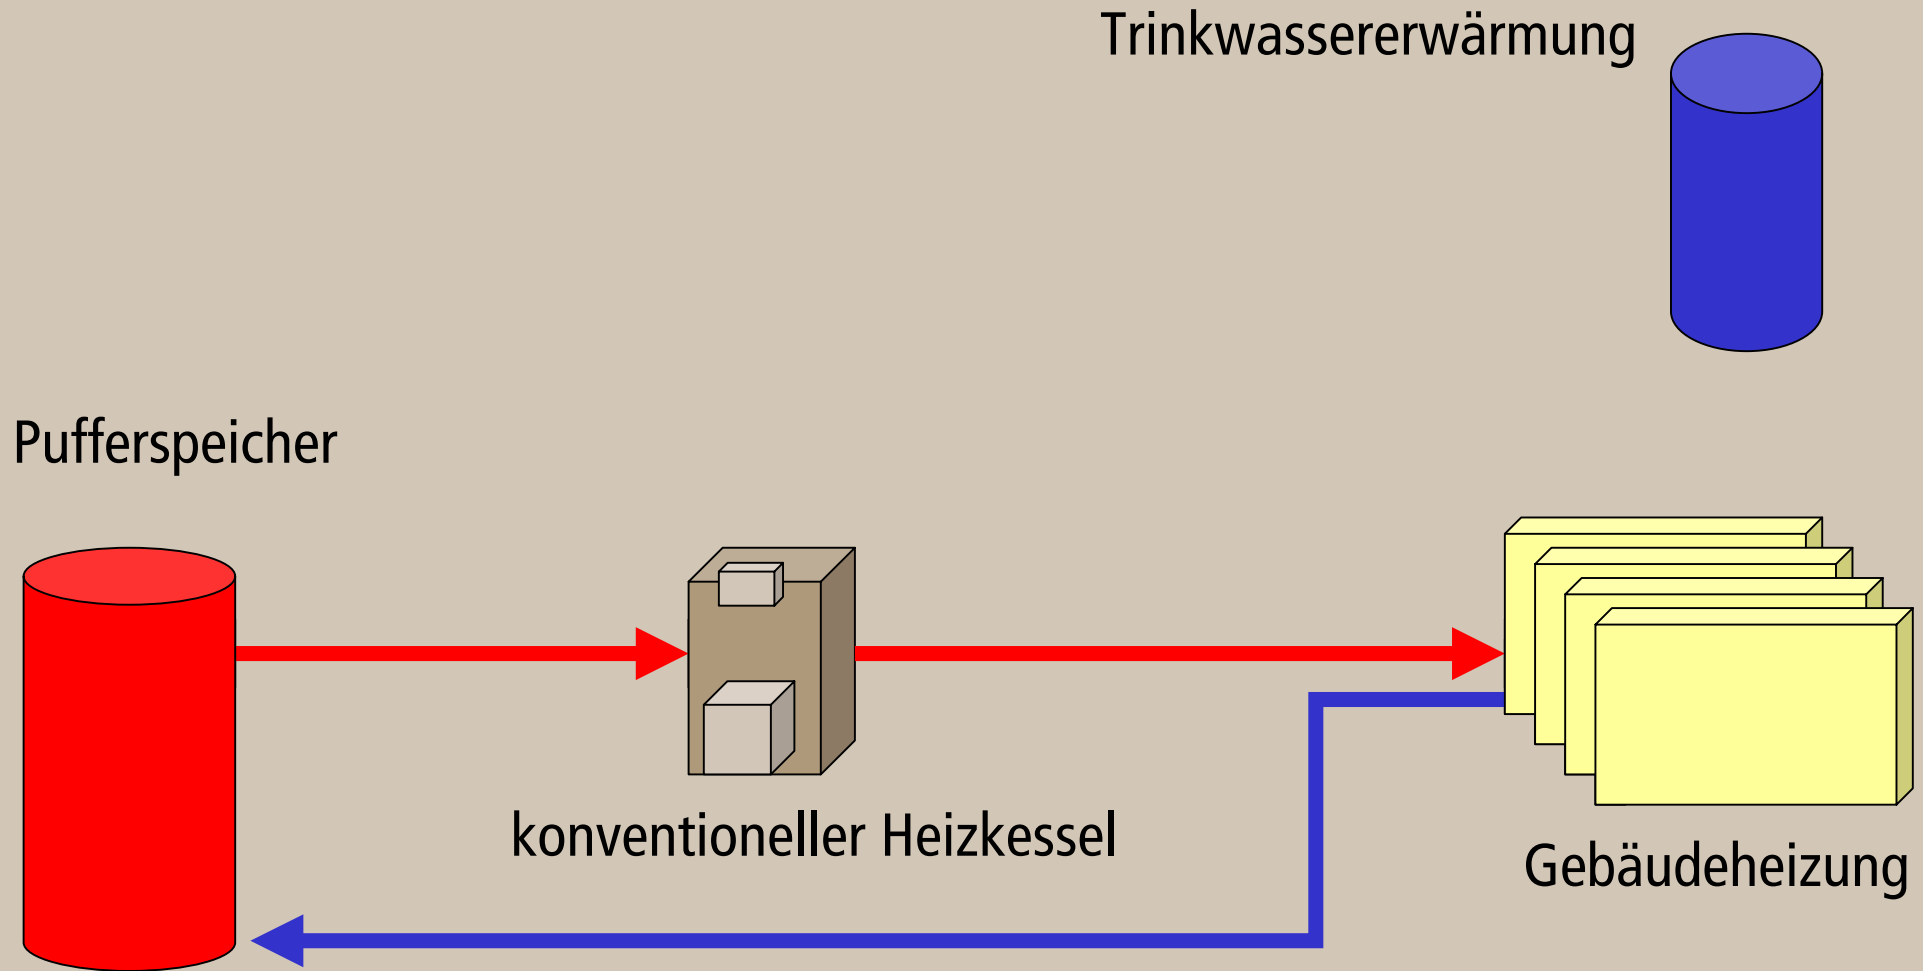 Trinkwassererwärmung
Pufferspeicher
konventioneller Heizkessel
Gebäudeheizung